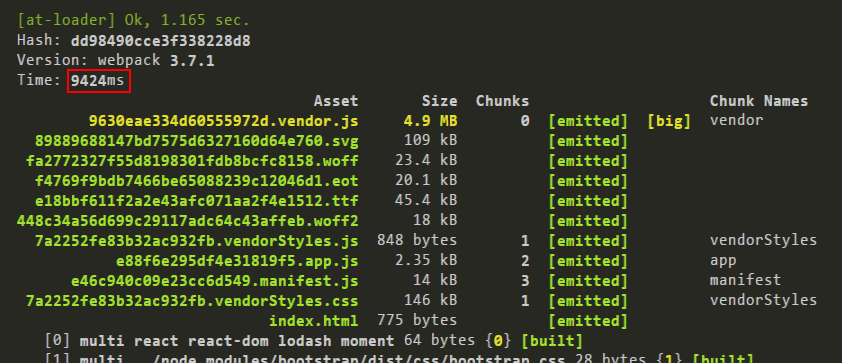 [at-loader] Ok, 1.165 sec.
Hash: dd98490cce3f338228d8
Version: webpack 3.7.1
Time: 9424ms
Asset Size Chunks Chunk Names
9630eae334d60555972d.vendor.js 4.9 MB 0 [emitted] [big] vendor
89889688147bd7575d6327160d64e760.svg 109 kB [emitted]
fa2772327f55d8198301fdb8bcfc8158.woff 23.4 kB [emitted]
f4769f9bdb7466be65088239c12046d1.eot 20.1 kB [emitted]
e18bbf611f2a2e43afc071aa2f4e1512.ttf 45.4 kB [emitted]
448c34a56d699c29117adc64c43affeb.woff2 18 kB [emitted]
7a2252fe83b32ac932fb.vendorStyles.js 848 bytes 1 [emitted] vendorStyles
e88f6e295df4e31819f5.app.js 2.35 kB 2 [emitted] app
e46c940c09e23cc6d549.manifest.js 14 kB 3 [emitted] manifest
7a2252fe83b32ac932fb.vendorStyles.css 146 kB 1 [emitted] vendorStyles
index.html 775 bytes [emitted]
[0] multi react react-dom lodash moment 64 bytes {0} [built]
[1] multi ./node_modules/bootstrap/dist/css/bootstrap.css 28 bytes {1} [built]